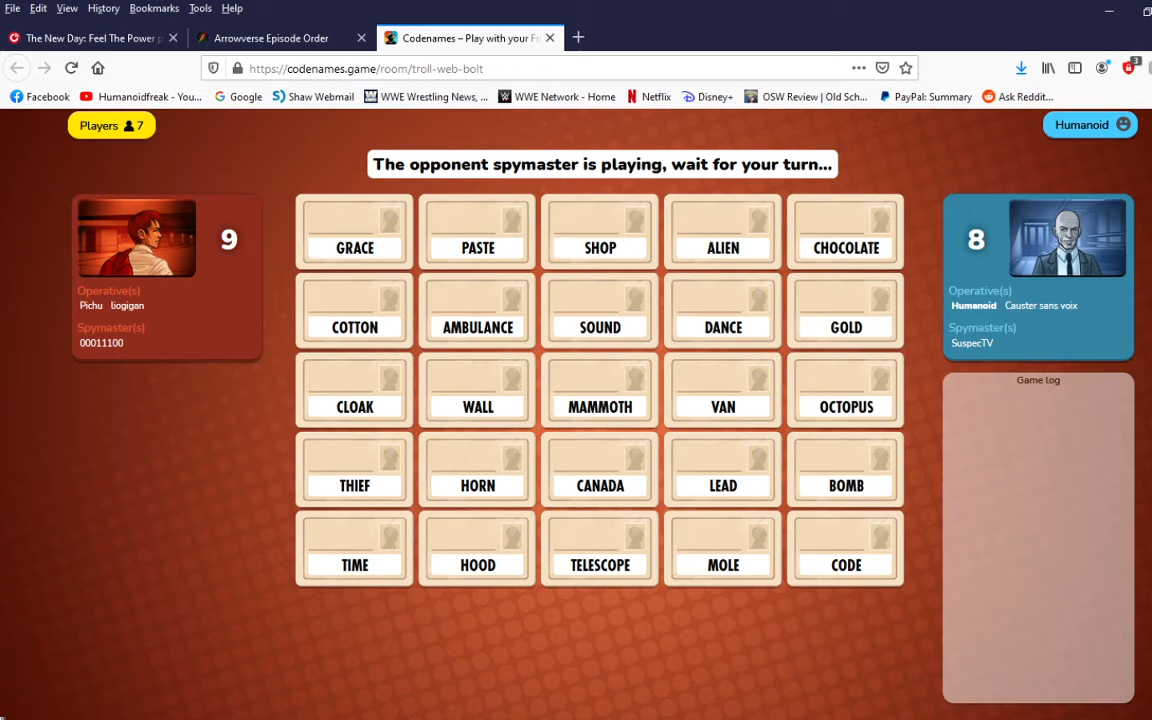 File Edit View History Bookmarks Tools Help
The New Day: Feel The Power p
Arrowverse Episode Order
Codenames – Play with your Fr
https://codenames.game/room/troll-web-bolt
3
Facebook Humanoidfreak - You... Google Shaw Webmail WWE Wrestling News, ... WWE Network - Home Netflix Disney+ OSW Review | Old Sch... PayPal: Summary Ask Reddit...
Players 7
Humanoid
The opponent spymaster is playing, wait for your turn...
9
Operative(s)
Pichu liogigan
Spymaster(s)
00011100
GRACE PASTE SHOP ALIEN CHOCOLATE
COTTON AMBULANCE SOUND DANCE GOLD
CLOAK WALL MAMMOTH VAN OCTOPUS
THIEF HORN CANADA LEAD BOMB
TIME HOOD TELESCOPE MOLE CODE
8
Operative(s)
Humanoid Causter sans voix
Spymaster(s)
SuspecTV
Game log